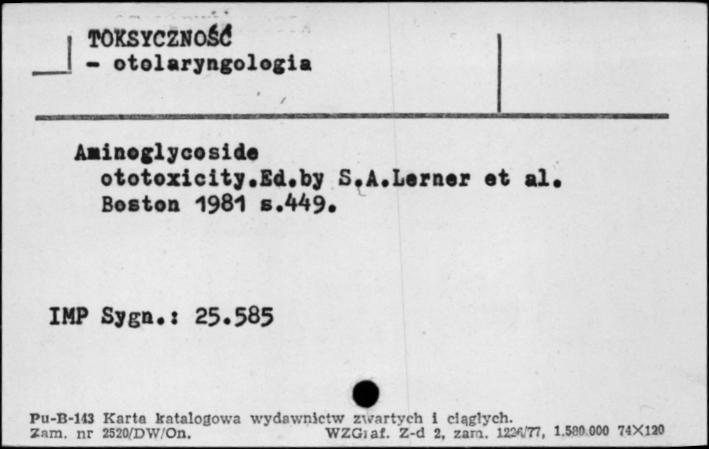 TOKSYCZNOŚĆ
- otolaryngologia
Aminoglycoside
ototoxicity.Ed.by S.A.Lerner et al.
Boston 1981 s.449.
IMP Sygn.: 25.585
Pu-B-143 Karta katalogowa wydawnictw zwartych i ciągłych.
Zam. nr 2520/DW/On. WZGraf. Z-d 2, zam. 1226/77, 1.580.000 74X120